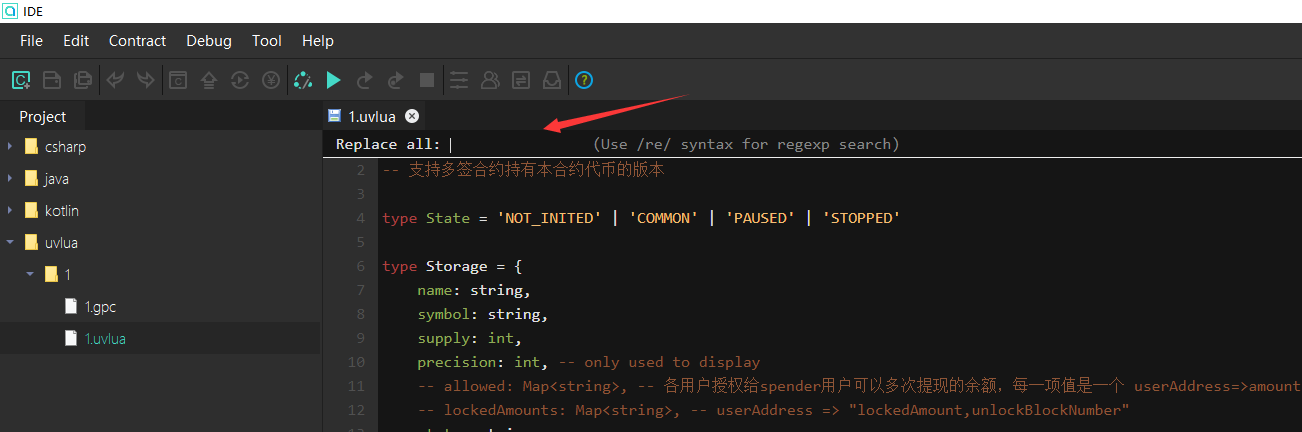 IDE
File Edit Contract Debug Tool Help
Project
1.uvlua
csharp
java
kotlin
uvlua
1
1.gpc
1.uvlua
Replace all: (Use /re/ syntax for regexp search)
2 -- 支持多签合约持有本合约代币的版本
3
4 type State = 'NOT_INITED' | 'COMMON' | 'PAUSED' | 'STOPPED'
5
6 type Storage = {
7 name: string,
8 symbol: string,
9 supply: int,
10 precision: int, -- only used to display
11 -- allowed: Map<string>, -- 各用户授权给spender用户可以多次提现的余额，每一项值是一个 userAddress=>amount
12 -- lockedAmounts: Map<string>, -- userAddress => "lockedAmount,unlockBlockNumber"